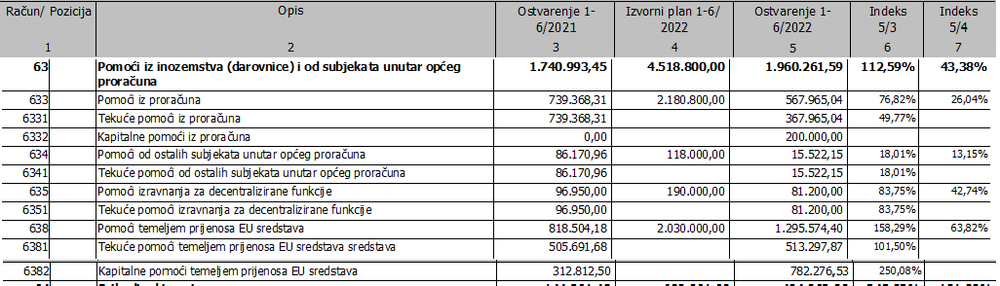 Račun/ Pozicija Opis Ostvarenje 1- Izvorni plan 1-6/ Ostvarenje 1- Indeks Indeks
6/2021 2022 6/2022 5/3 5/4
1 2 3 4 5 6 7
63 Pomoći iz inozemstva (darovnice) i od subjekata unutar općeg 1.740.993,45 4.518.800,00 1.960.261,59 112,59% 43,38%
proračuna
633 Pomoći iz proračuna 739.368,31 2.180.800,00 567.965,04 76,82% 26,04%
6331 Tekuće pomoći iz proračuna 739.368,31 367.965,04 49,77%
6332 Kapitalne pomoći iz proračuna 0,00 200.000,00
634 Pomoći od ostalih subjekata unutar općeg proračuna 86.170,96 118.000,00 15.522,15 18,01% 13,15%
6341 Tekuće pomoći od ostalih subjekata unutar općeg proračuna 86.170,96 15.522,15 18,01%
635 Pomoći izravnanja za decentralizirane funkcije 96.950,00 190.000,00 81.200,00 83,75% 42,74%
6351 Tekuće pomoći izravnanja za decentralizirane funkcije 96.950,00 81.200,00 83,75%
638 Pomoći temeljem prijenosa EU sredstava 818.504,18 2.030.000,00 1.295.574,40 158,29% 63,82%
6381 Tekuće pomoći temeljem prijenosa EU sredstava sredstava 505.691,68 513.297,87 101,50%
6382 Kapitalne pomoći temeljem prijenosa EU sredstava 312.812,50 782.276,53 250,08%